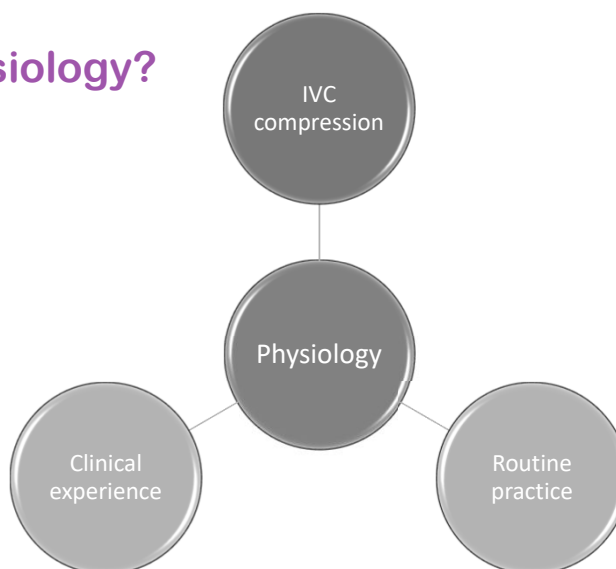 siology?
IVC
compression
Physiology
Clinical
experience
Routine
practice